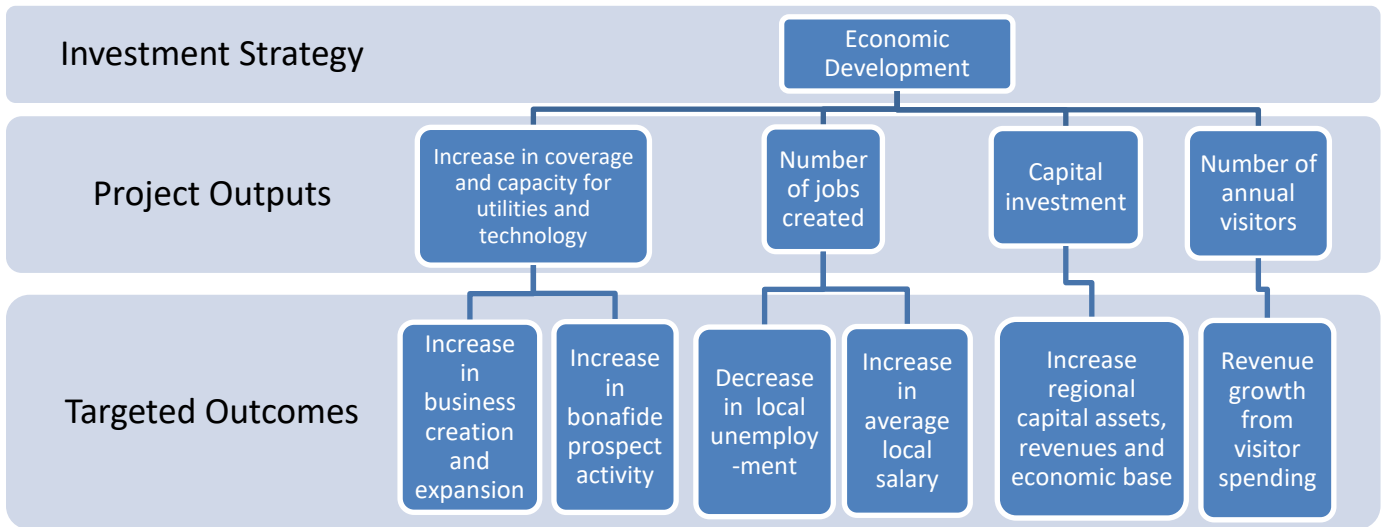 Investment Strategy
Economic
Development
Project Outputs
Increase in coverage
and capacity for
utilities and
technology
Number
of jobs
created
Capital
investment
Number of
annual
visitors
Targeted Outcomes
Increase
in
business
creation
and
expansion
Increase
in
bonafide
prospect
activity
Decrease
in local
unemploy
-ment
Increase
in
average
local
salary
Increase
regional
capital assets,
revenues and
economic base
Revenue
growth
from
visitor
spending